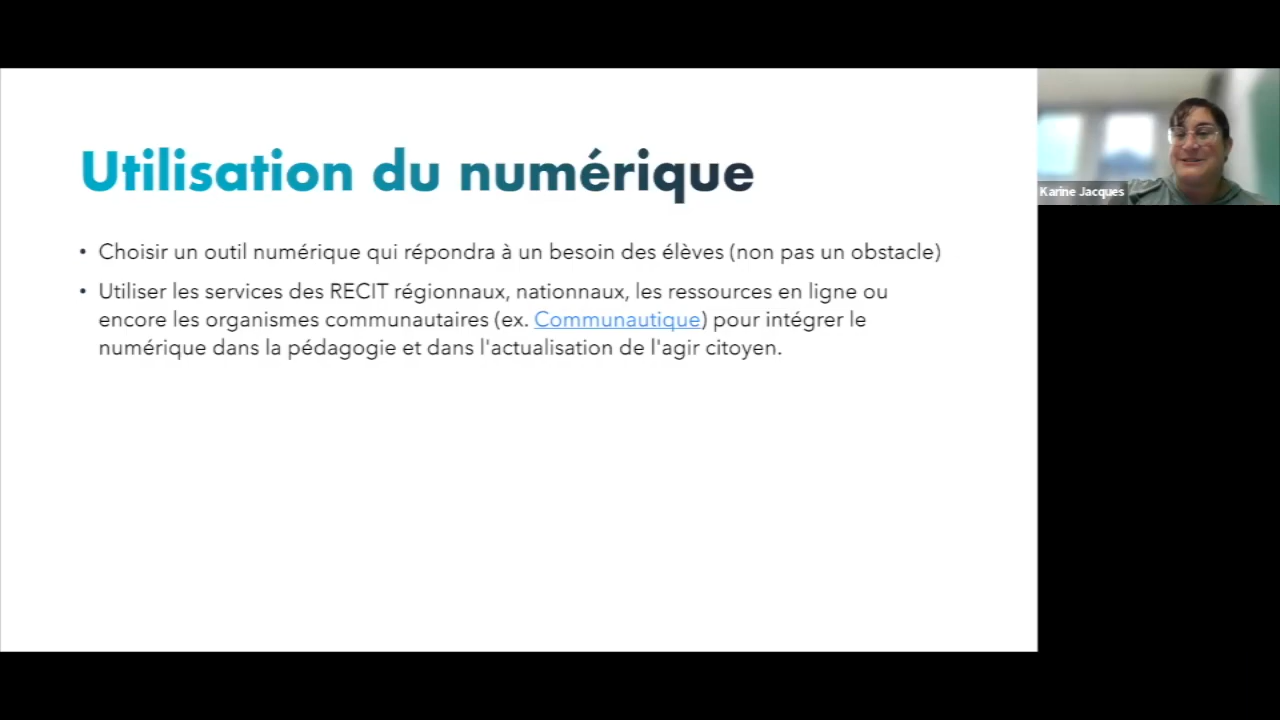 Utilisation du numérique
• Choisir un outil numérique qui répondra à un besoin des élèves (non pas un obstacle)
• Utiliser les services des RECIT régionnaux, nationnaux, les ressources en ligne ou
encore les organismes communautaires (ex. Communautique) pour intégrer le
numérique dans la pédagogie et dans l'actualisation de l'agir citoyen.
Karine Jacques